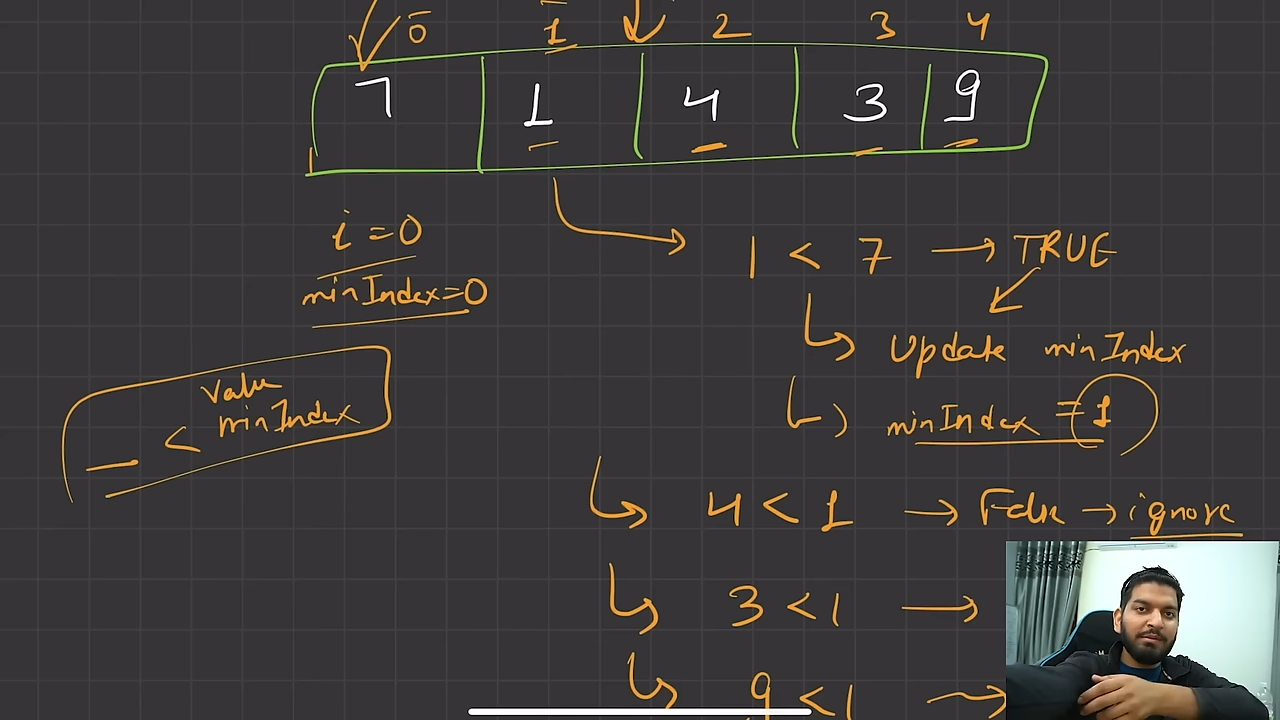 0 1 2 3 4
7 1 4 3 9
i = 0
minIndex = 0
1 < 7 → TRUE
Update minIndex
minIndex = 1
value
_ < minIndex
4 < 1 → False → ignore
3 < 1 →
9 < 1 →